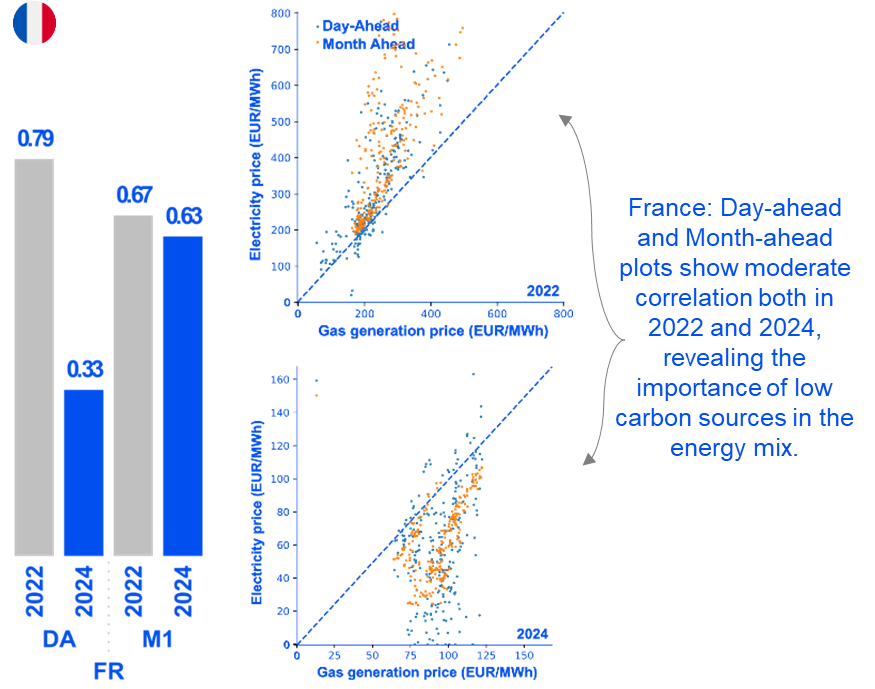 0.79
0.67
0.63
0.33
2022
2024
2022
2024
DA
M1
FR
Day-Ahead
Month Ahead
Electricity price (EUR/MWh)
800
700
600
500
400
300
200
100
0
0
200
400
600
800
2022
Gas generation price (EUR/MWh)
Electricity price (EUR/MWh)
160
140
120
100
80
60
40
20
0
0
25
50
75
100
125
150
2024
Gas generation price (EUR/MWh)
France: Day-ahead
and Month-ahead
plots show moderate
correlation both in
2022 and 2024,
revealing the
importance of low
carbon sources in the
energy mix.